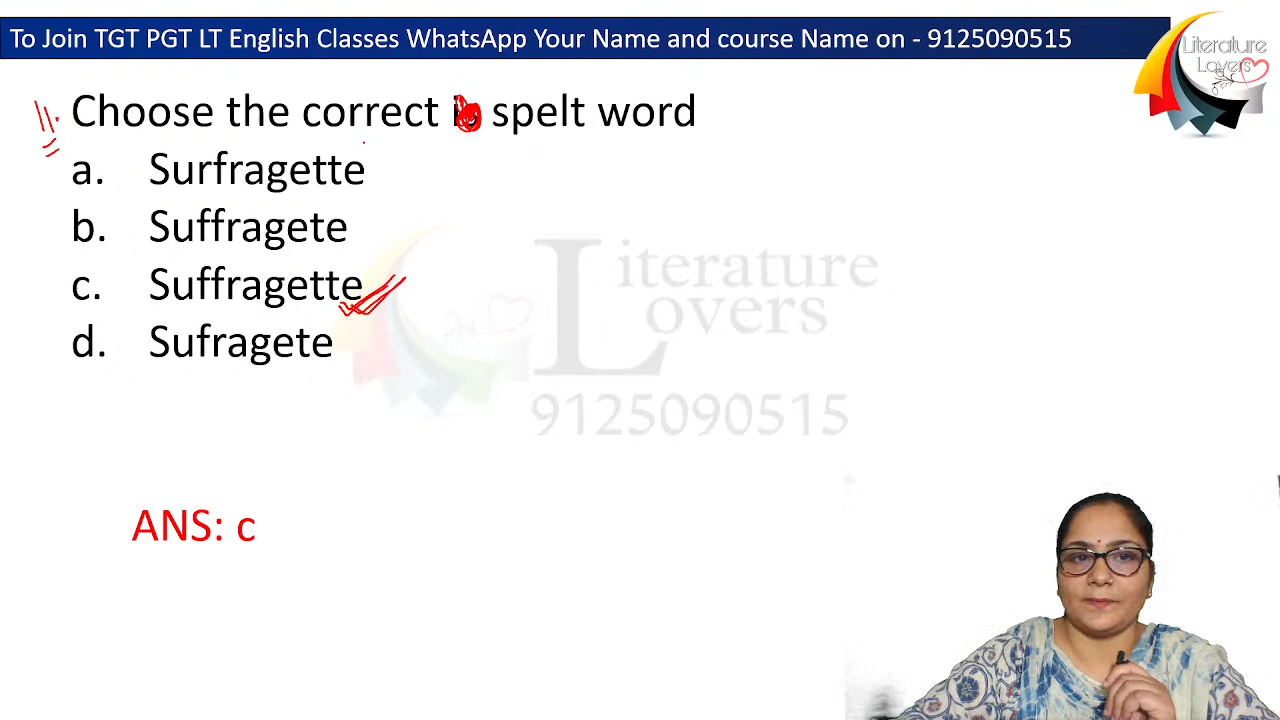 To Join TGT PGT LT English Classes WhatsApp Your Name and course Name on - 9125090515
Literature
Lovers
11. Choose the correct spelt word
a. Surfragette
b. Suffragete
c. Suffragette
d. Sufragete
Literature
Lovers
9125090515
ANS: c